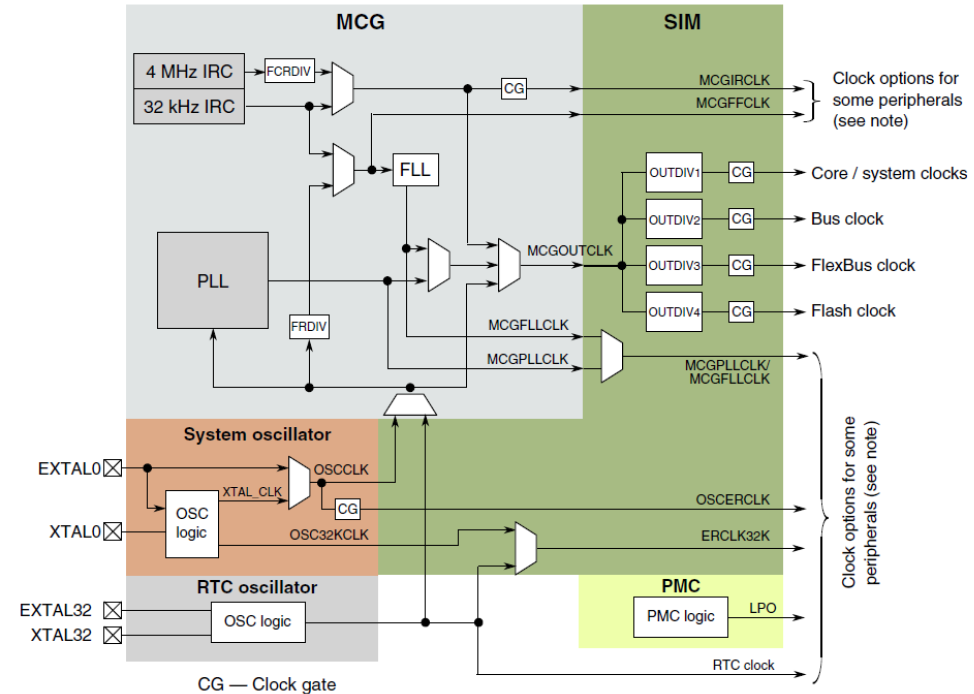 MCG
SIM
4 MHz IRC
FCRDIV
32 kHz IRC
CG
MCGIRCLK
MCGFFCLK
Clock options for
some peripherals
(see note)
FLL
OUTDIV1
CG
Core / system clocks
OUTDIV2
CG
Bus clock
MCGOUTCLK
OUTDIV3
CG
FlexBus clock
PLL
OUTDIV4
CG
Flash clock
FRDIV
MCGFLLCLK
MCGPLLCLK
MCGPLLCLK/
MCGFLLCLK
System oscillator
EXTAL0
OSCCLK
XTAL_CLK
CG
OSCERCLK
XTAL0
OSC
logic
OSC32KCLK
ERCLK32K
Clock options for some
peripherals (see note)
RTC oscillator
PMC
EXTAL32
XTAL32
OSC logic
PMC logic
LPO
RTC clock
CG — Clock gate